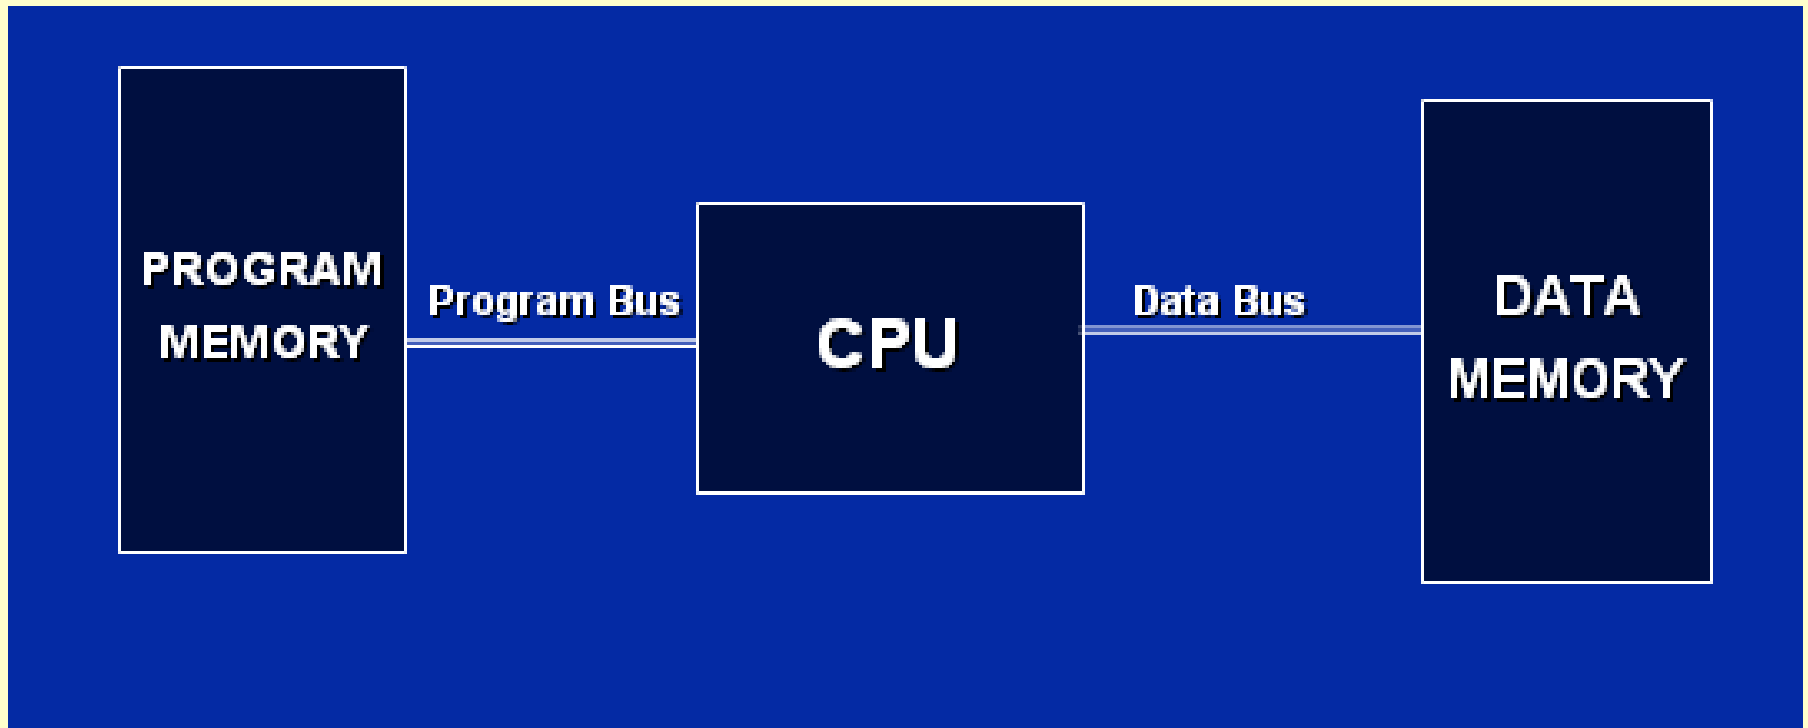 PROGRAM
MEMORY
Program Bus
CPU
Data Bus
DATA
MEMORY